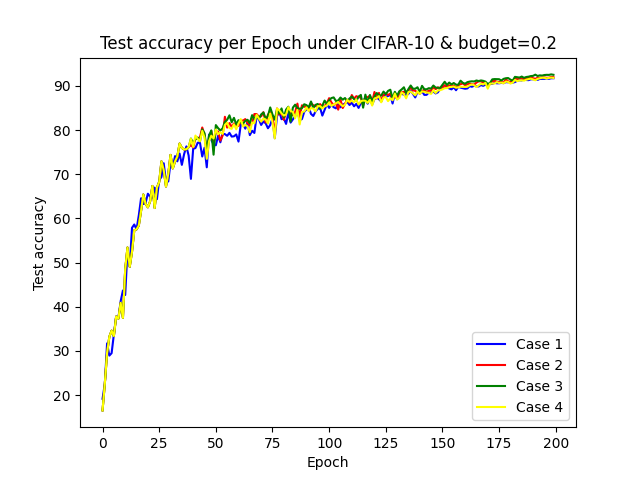 Test accuracy per Epoch under CIFAR-10 & budget=0.2
Test accuracy
90
80
70
60
50
40
30
20
0 25 50 75 100 125 150 175 200
Epoch
Case 1
Case 2
Case 3
Case 4